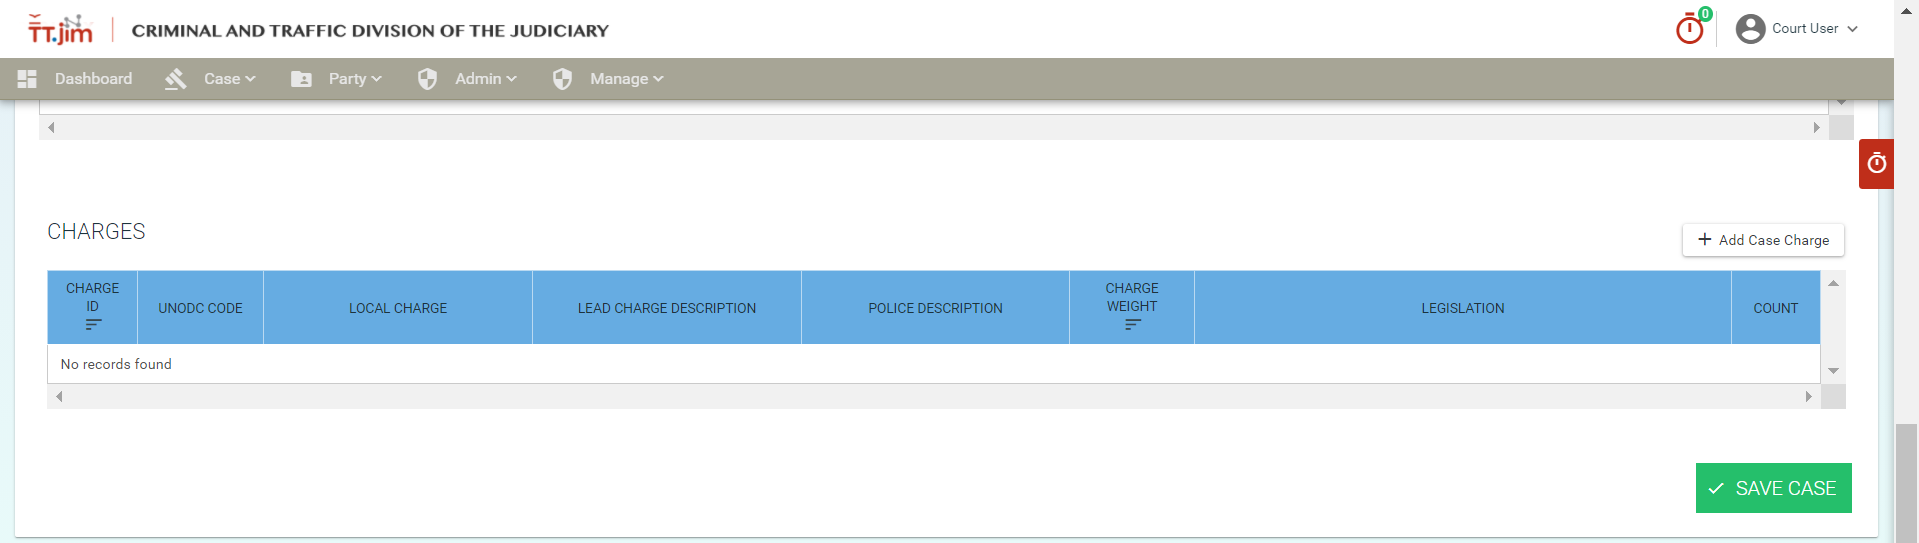 TT.jim
CRIMINAL AND TRAFFIC DIVISION OF THE JUDICIARY
0
Court User
Dashboard
Case
Party
Admin
Manage
CHARGES
Add Case Charge
CHARGE
ID
UNODC CODE
LOCAL CHARGE
LEAD CHARGE DESCRIPTION
POLICE DESCRIPTION
CHARGE
WEIGHT
LEGISLATION
COUNT
No records found
SAVE CASE